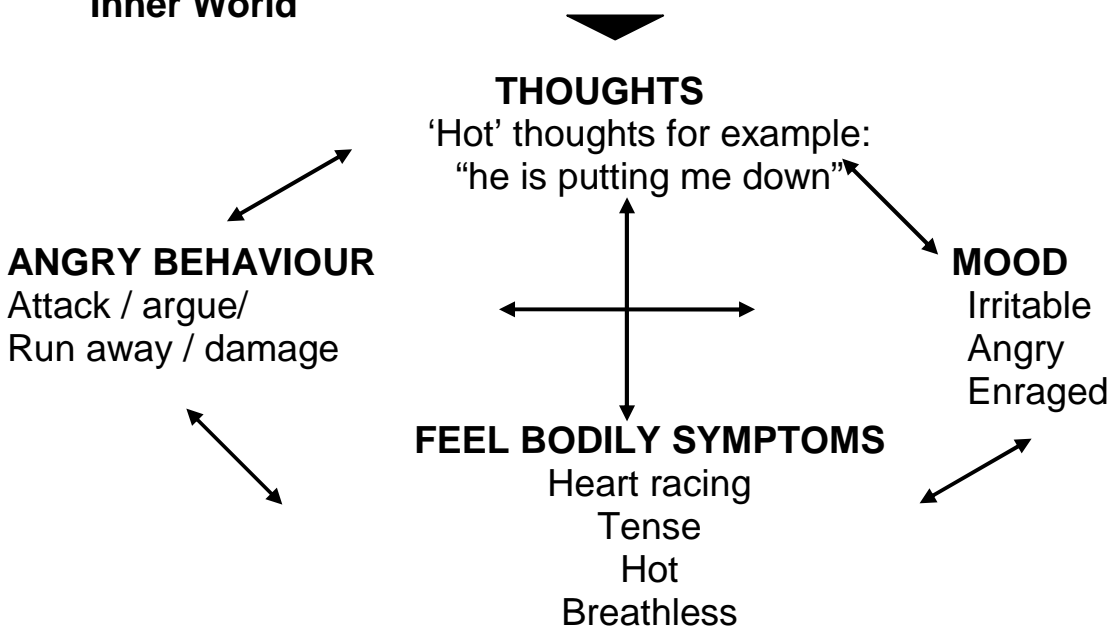 Inner World
THOUGHTS
‘Hot’ thoughts for example:
“he is putting me down”
ANGRY BEHAVIOUR
Attack / argue/
Run away / damage
MOOD
Irritable
Angry
Enraged
FEEL BODILY SYMPTOMS
Heart racing
Tense
Hot
Breathless